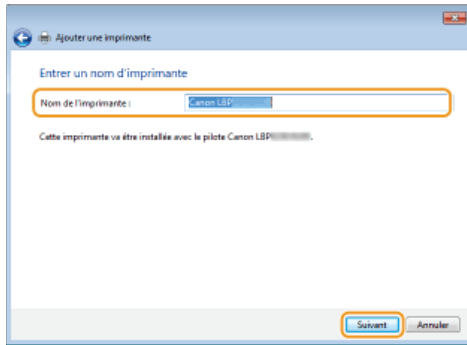 Ajouter une imprimante
Entrer un nom d'imprimante
Nom de l'imprimante : Canon LBP
Cette imprimante va être installée avec le pilote Canon LBP
Suivant Annuler